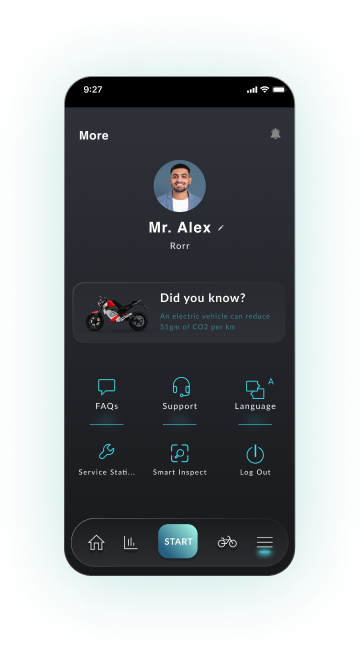 9:27
More
Mr. Alex
Rorr
Did you know?
An electric vehicle can reduce
51gm of CO2 per km
A
FAQs
Support
Language
Service Stati...
Smart Inspect
Log Out
START